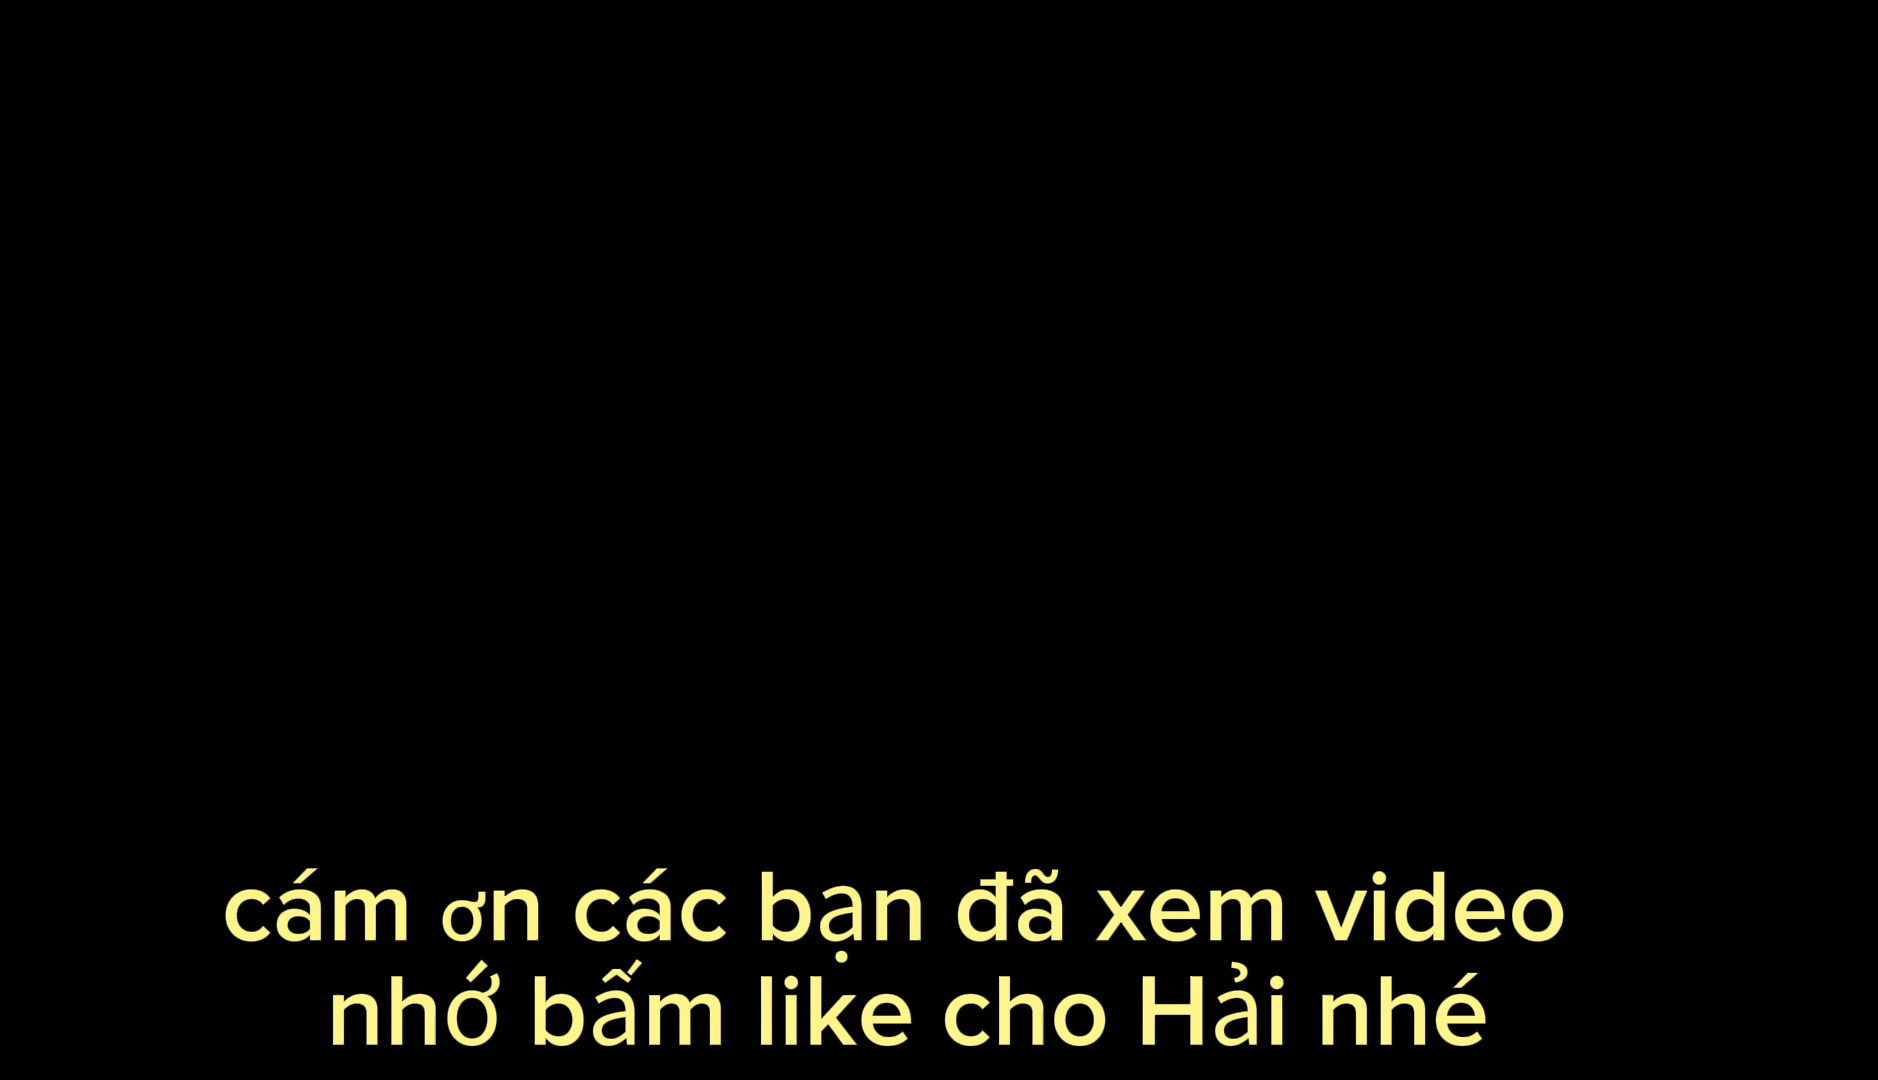 cám ơn các bạn đã xem video
nhớ bấm like cho Hải nhé